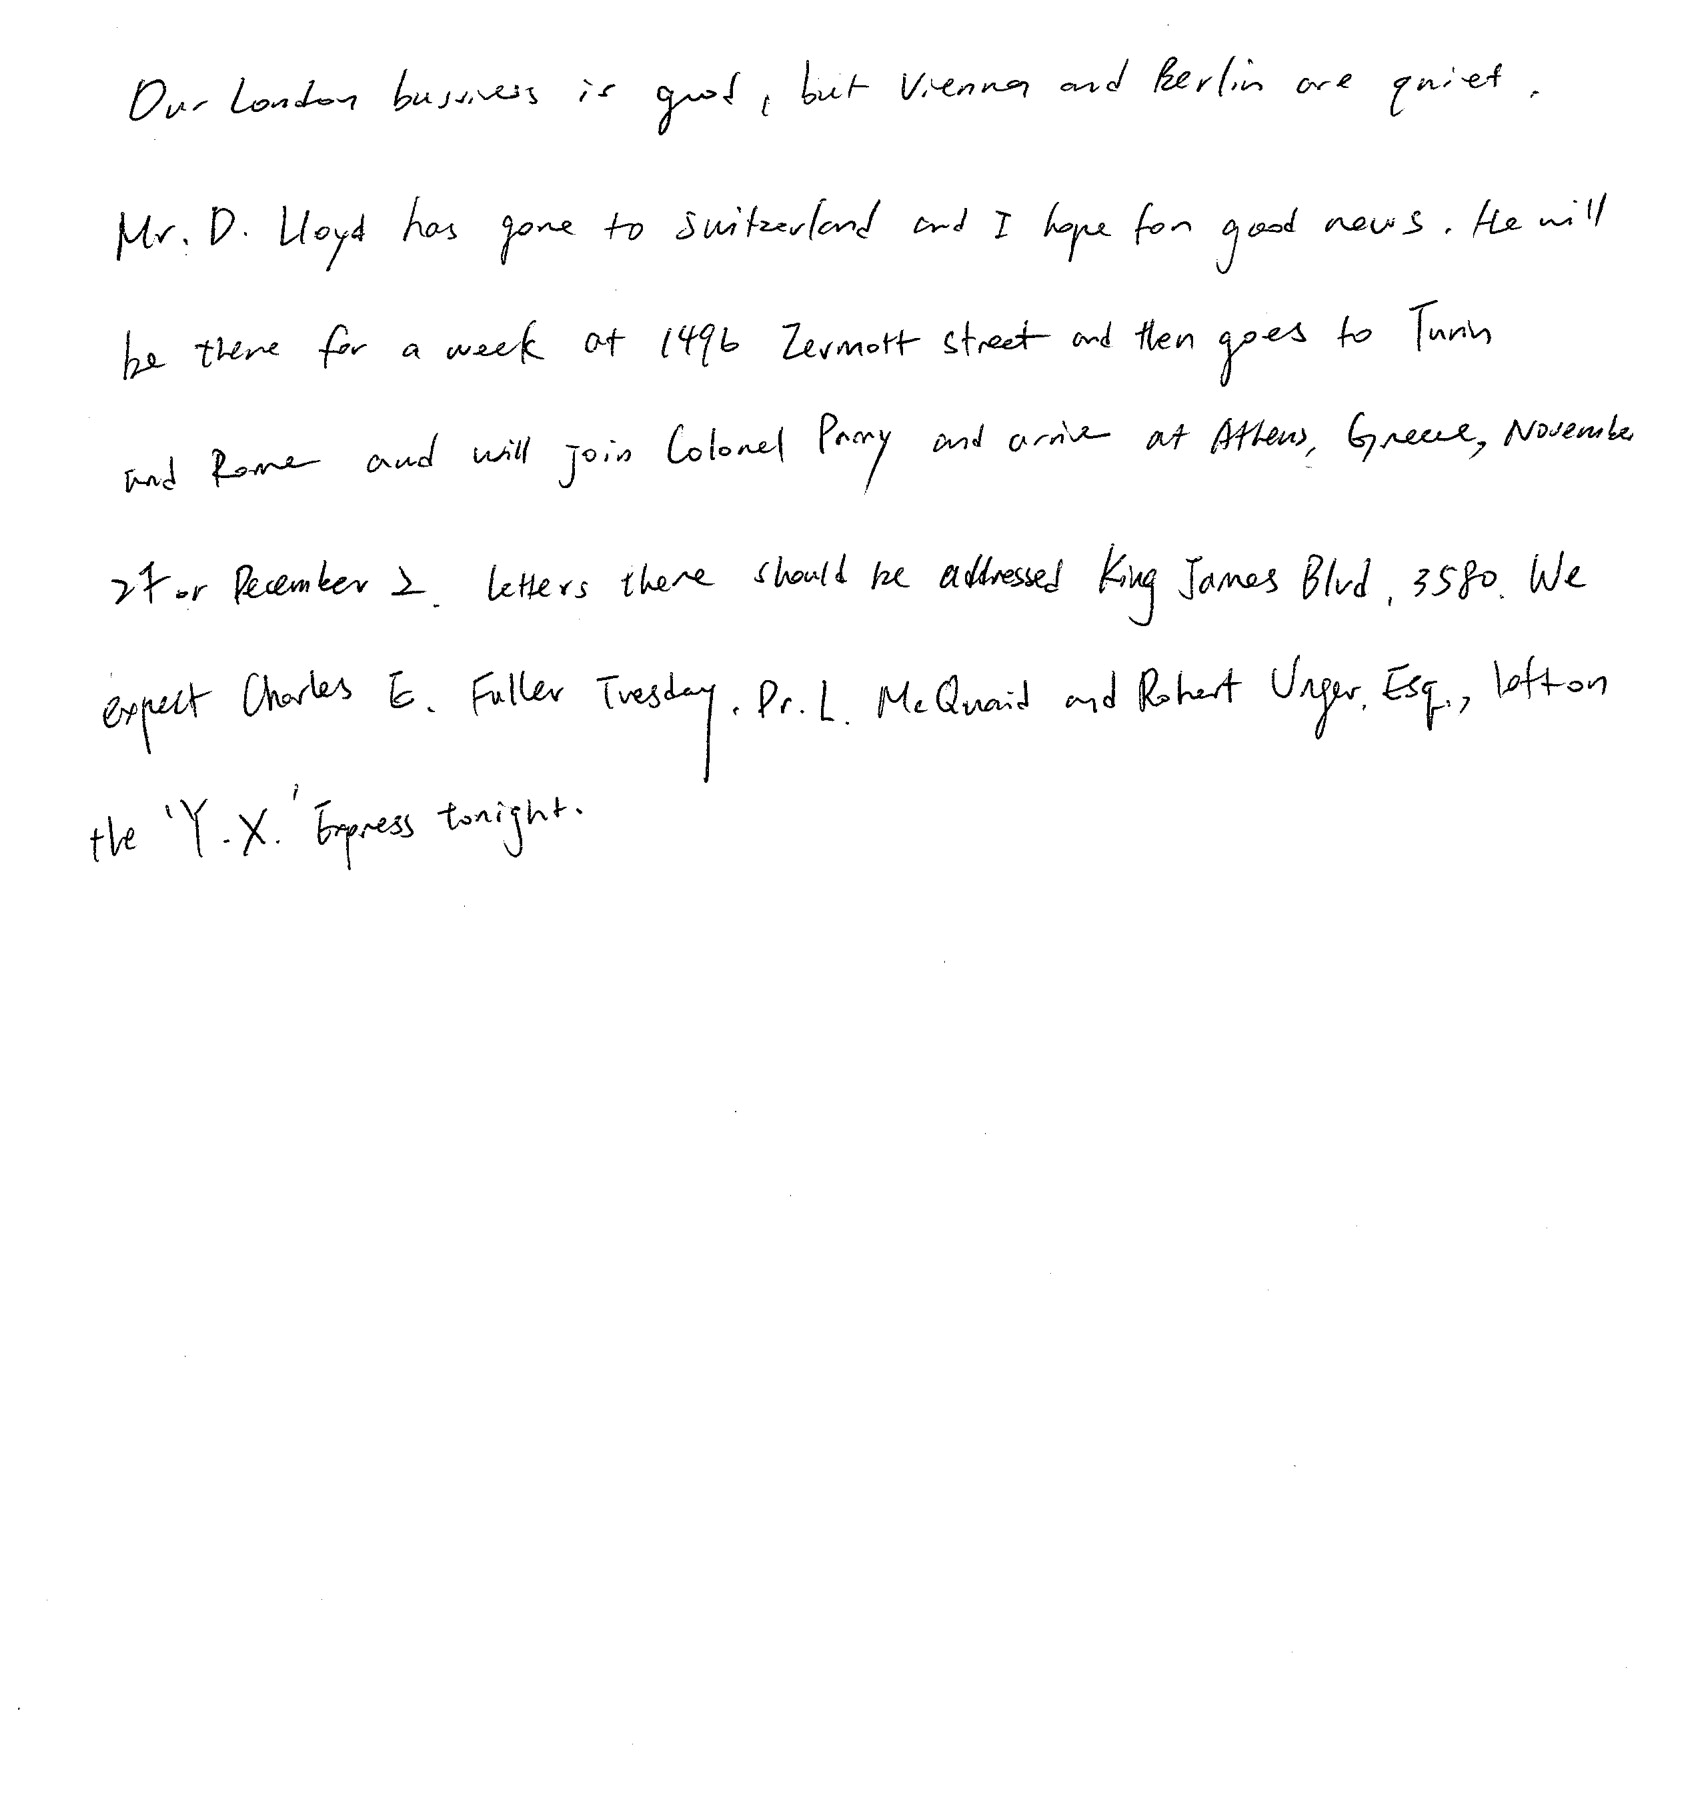 Our London bussiness is good, but Vienna and Berlin are quiet.
Mr. D. Lloyd has gone to Switzerland and I hope for good news. He will
be there for a week at 1496 Zermott street and then goes to Turin
and Rome and will join Colonel Parry and arrive at Athens, Greece, November
27 or December 2. letters there should be addressed King James Blvd, 3580. We
expect Charles E. Fuller Tuesday. Dr. L. McQuaid and Robert Unger, Esq., left on
the 'Y.X.' Express tonight.